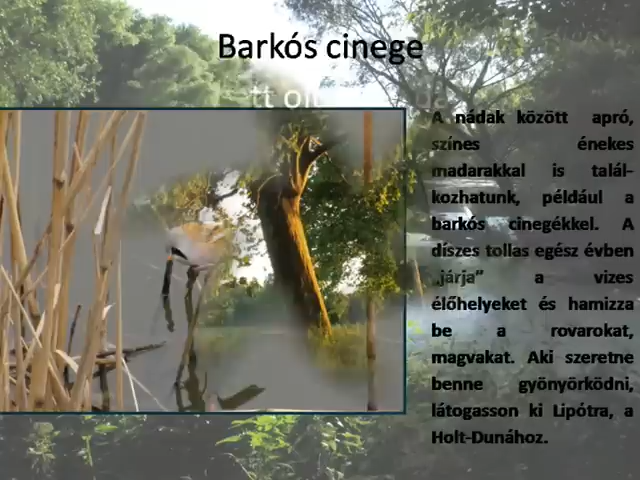 Barkós cinege
A nádak között apró,
színes énekes
madarakkal is talál-
kozhatunk, például a
barkós cinegékkel. A
díszes tollas egész évben
„járja” a vizes
élőhelyeket és hamizza
be a rovarokat,
magvakat. Aki szeretne
benne gyönyörködni,
látogasson ki Lipótra, a
Holt-Dunához.